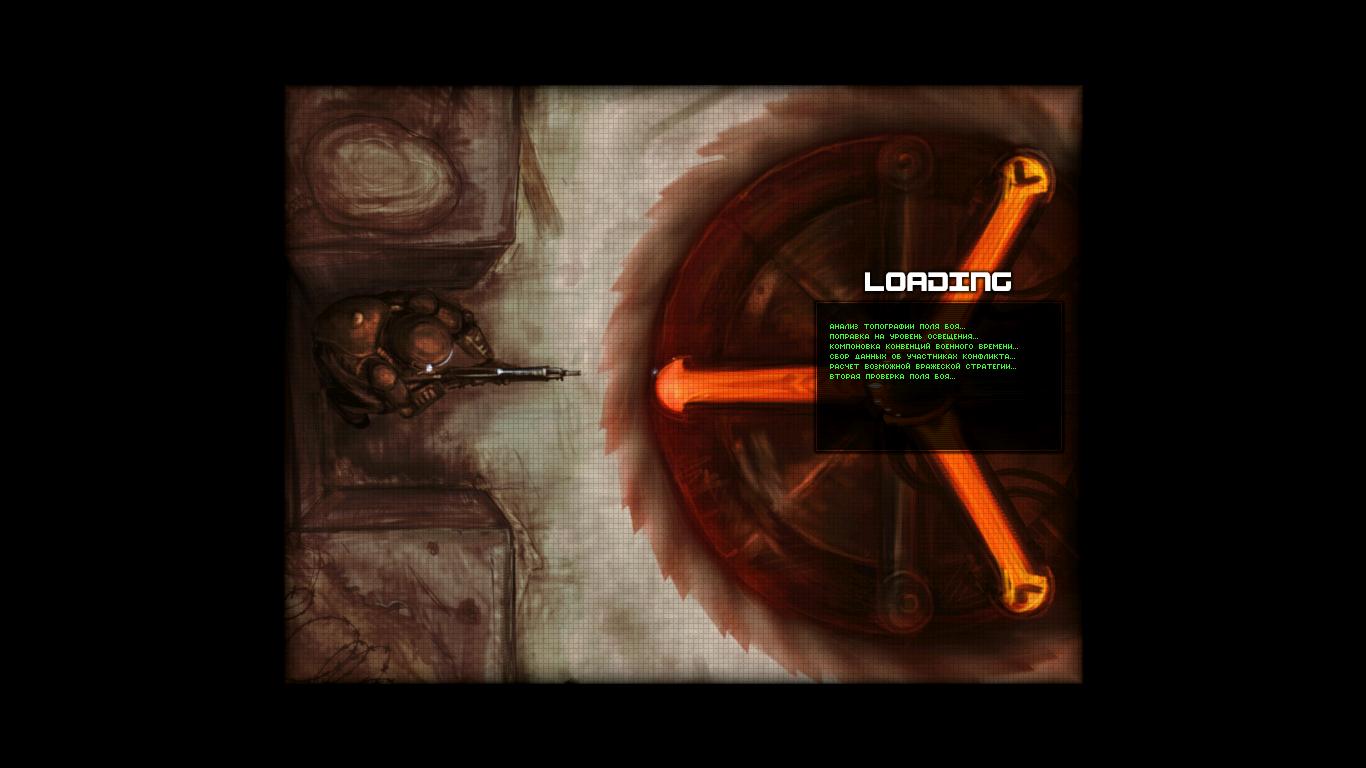 LOADING
АНАЛИЗ ТОПОГРАФИИ ПОЛЯ БОЯ...
ПОПРАВКА НА УРОВЕНЬ ОСВЕЩЕНИЯ...
КОМПОНОВКА КОНВЕНЦИЙ ВОЕННОГО ВРЕМЕНИ...
СБОР ДАННЫХ ОБ УЧАСТНИКАХ КОНФЛИКТА...
РАСЧЕТ ВОЗМОЖНОЙ ВРАЖЕСКОЙ СТРАТЕГИИ...
ВТОРАЯ ПРОВЕРКА ПОЛЯ БОЯ...